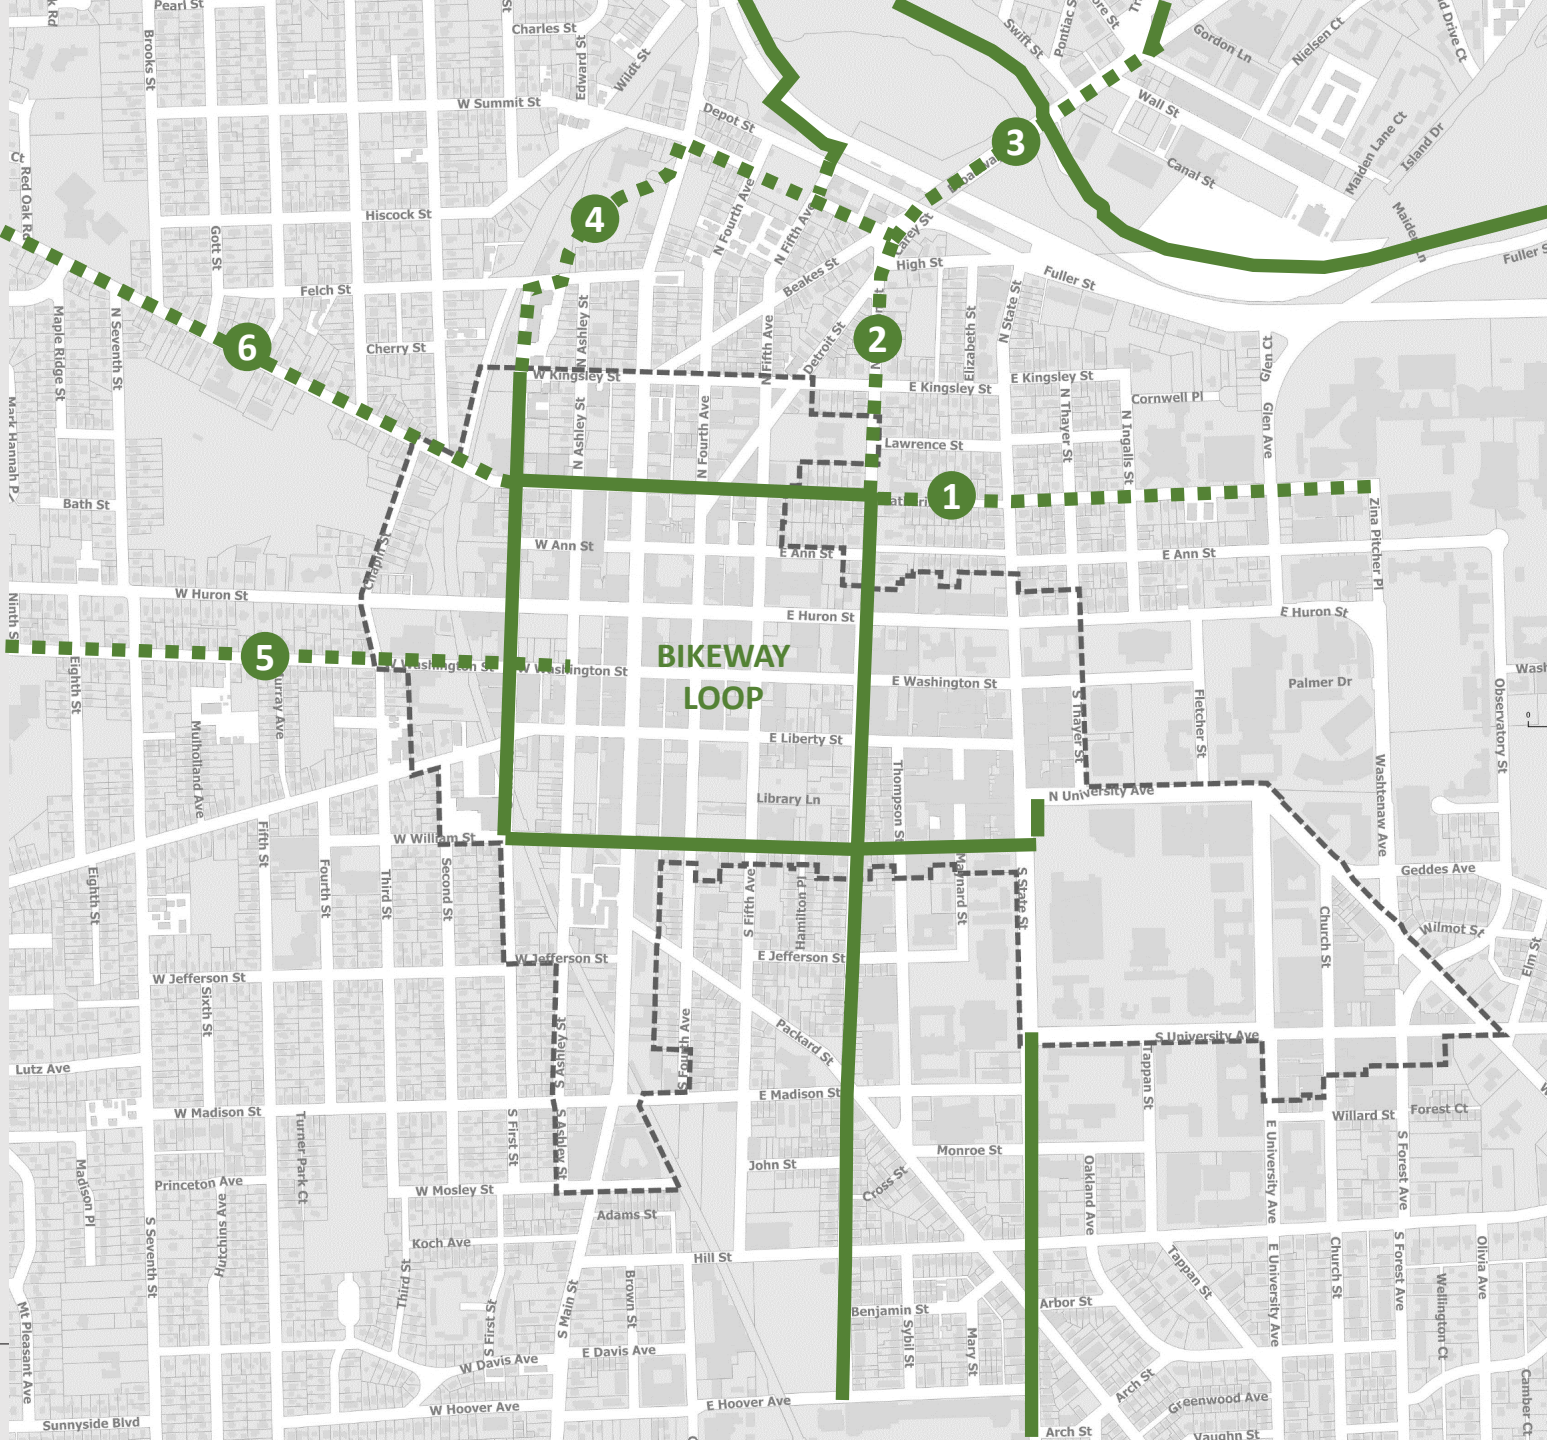 Pearl St
Charles St
Brooks St
Edward St
Wildt St
W Summit St
Depot St
Swift St
Pontiac S
Gordon Ln
Nielsen Ct
d Drive Ct
Wall St
Canal St
Maiden Lane Ct
Island Dr
3
Ct
Red Oak Rd
Hiscock St
4
N Fourth Ave
N Fifth Ave
Gott St
High St
Fuller St
Fuller S
Beakes St
Felch St
Maple Ridge St
N Seventh St
N Ashley St
N Fifth Ave
Detroit St
Elizabeth St
N State St
Glen Ct
6
2
Cherry St
W Kingsley St
E Kingsley St
E Kingsley St
Cornwell Pl
Mark Hannah P
N Ashley St
N Fourth Ave
N Thayer St
N Ingalls St
Glen Ave
Lawrence St
1
Bath St
Zina Pitcher Pl
W Ann St
E Ann St
E Ann St
Chapin St
W Huron St
E Huron St
E Huron St
Ninth S
5
W Washington St
W Washington St
BIKEWAY
LOOP
E Washington St
Palmer Dr
Wash
0
Eighth St
Mulholland Ave
S Thayer St
Fletcher St
Observatory St
E Liberty St
Thompson St
Library Ln
N University Ave
Washtenaw Ave
W William St
Fifth St
Fourth St
Third St
Second St
Eighth St
S Fifth Ave
Hamilton Pl
Maynard St
S State St
Geddes Ave
Church St
Wilmot St
Elm St
W Jefferson St
W Jefferson St
E Jefferson St
Sixth St
S Ashley St
S Fourth Ave
Packard St
S University Ave
Tappan St
Lutz Ave
W Madison St
E Madison St
Willard St
Forest Ct
Turner Park Ct
S First St
S Ashley St
John St
Monroe St
Madison Pl
Princeton Ave
W Mosley St
Cross St
Oakland Ave
E University Ave
S Forest Ave
Adams St
S Seventh St
Hutchins Ave
Koch Ave
Hill St
Third St
Tappan St
E University Ave
Church St
S Forest Ave
Olivia Ave
Mt Pleasant Ave
S First St
S Main St
Brown St
Benjamin St
Sybil St
Mary St
Arbor St
Wellington Ct
W Davis Ave
E Davis Ave
Arch St
Greenwood Ave
Camber Ct
Sunnyside Blvd
W Hoover Ave
E Hoover Ave
Arch St
Vaughn St